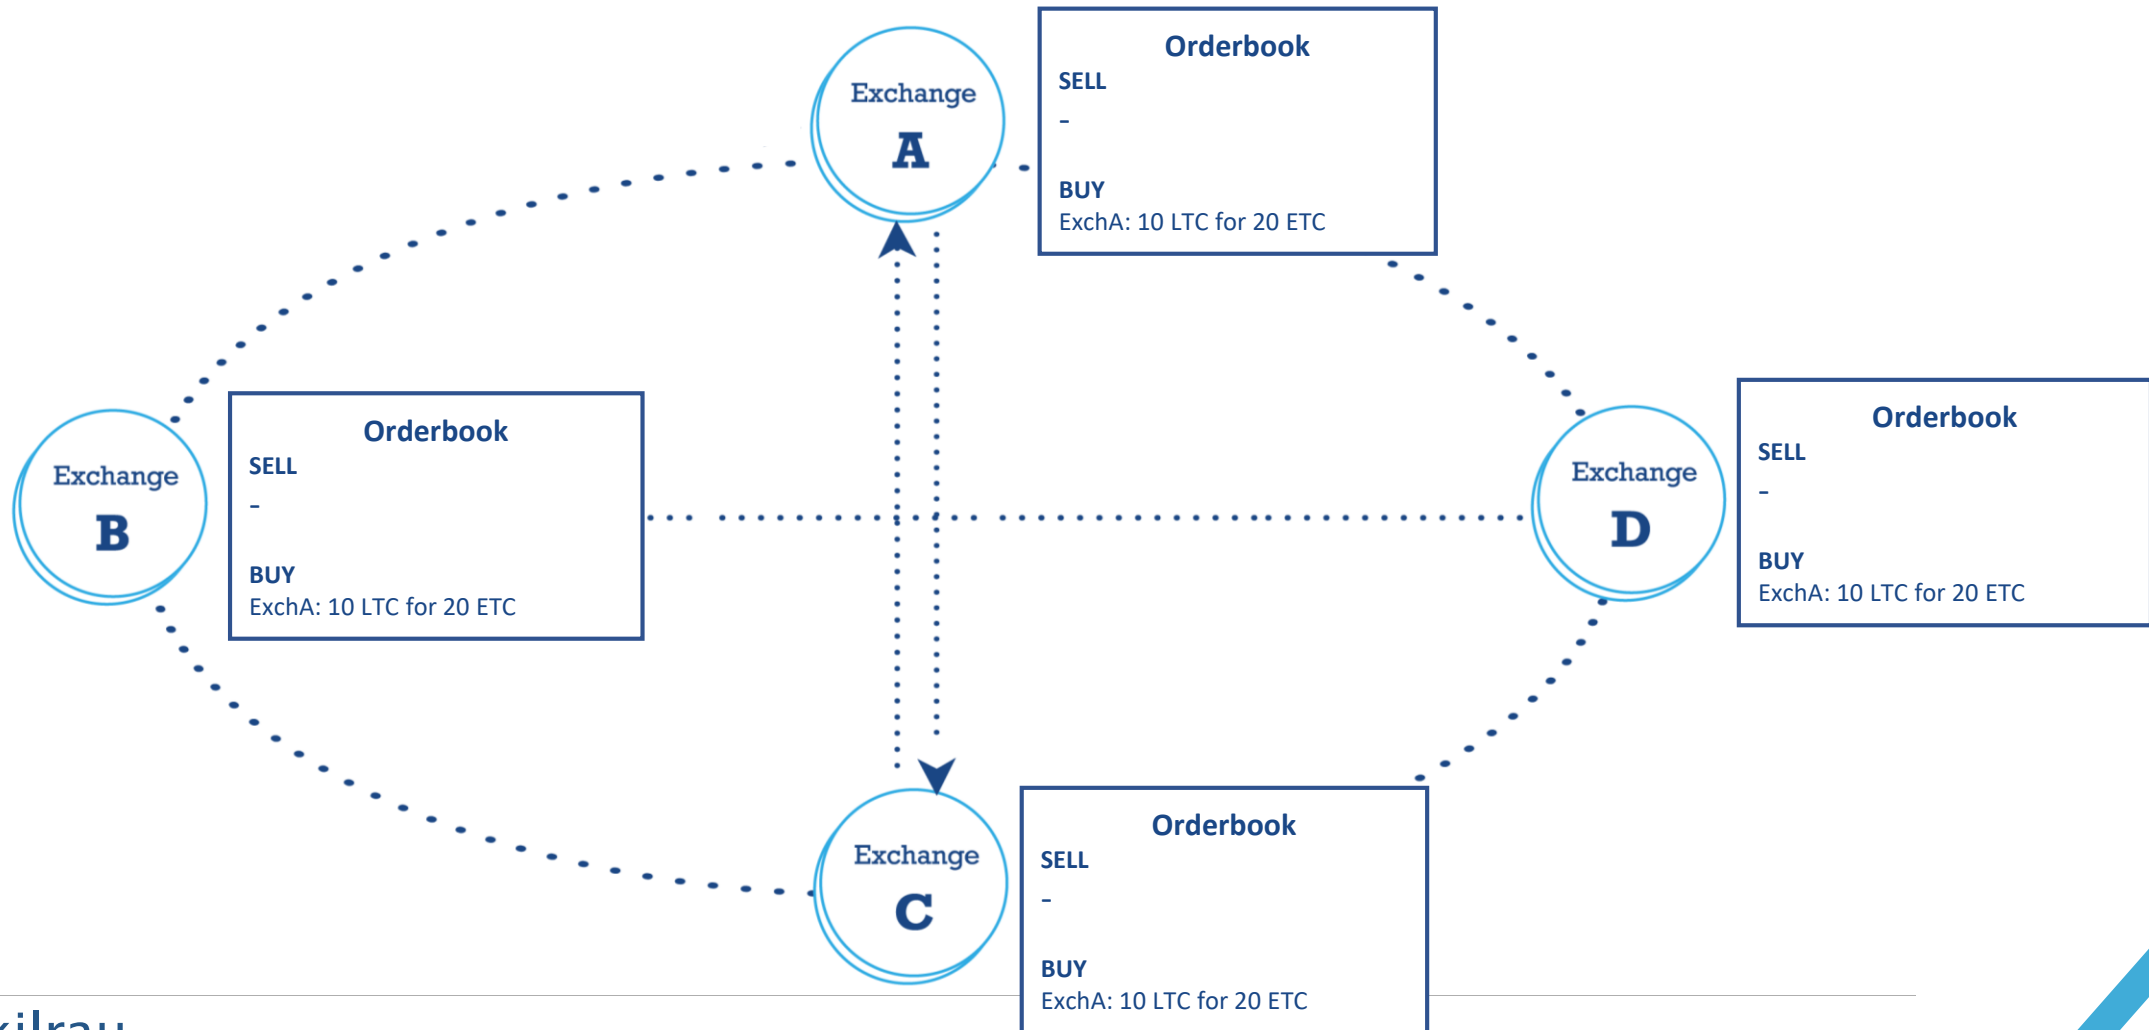 Exchange
A
Orderbook
SELL
-
BUY
ExchA: 10 LTC for 20 ETC
Exchange
B
Orderbook
SELL
-
BUY
ExchA: 10 LTC for 20 ETC
Exchange
D
Orderbook
SELL
-
BUY
ExchA: 10 LTC for 20 ETC
Exchange
C
Orderbook
SELL
-
BUY
ExchA: 10 LTC for 20 ETC